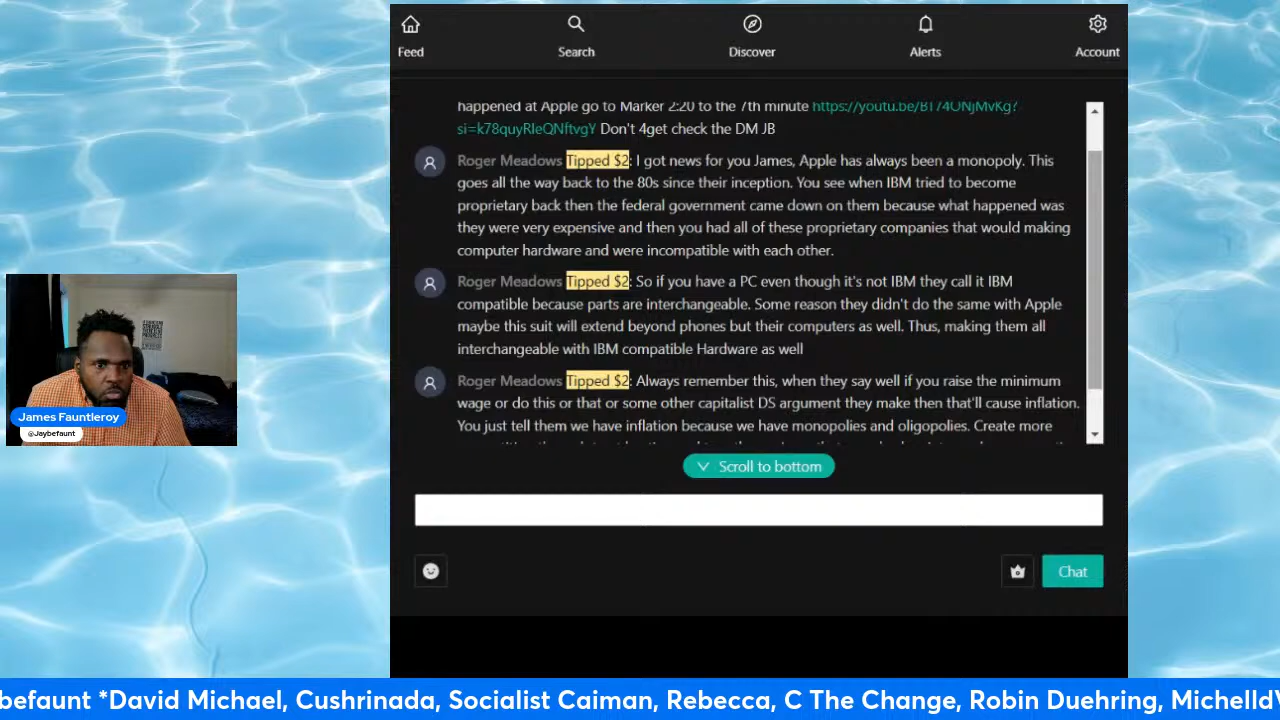 Feed
Search
Discover
Alerts
Account
happened at Apple go to Marker 2:20 to the 7th minute https://youtu.be/BT74ONjMvKg?
si=k78quyRleQNftvgY Don't 4get check the DM JB
Roger Meadows Tipped $2: I got news for you James, Apple has always been a monopoly. This
goes all the way back to the 80s since their inception. You see when IBM tried to become
proprietary back then the federal government came down on them because what happened was
they were very expensive and then you had all of these proprietary companies that would making
computer hardware and were incompatible with each other.
Roger Meadows Tipped $2: So if you have a PC even though it's not IBM they call it IBM
compatible because parts are interchangeable. Some reason they didn't do the same with Apple
maybe this suit will extend beyond phones but their computers as well. Thus, making them all
interchangeable with IBM compatible Hardware as well
Roger Meadows Tipped $2: Always remember this, when they say well if you raise the minimum
wage or do this or that or some other capitalist DS argument they make then that'll cause inflation.
You just tell them we have inflation because we have monopolies and oligopolies. Create more
Scroll to bottom
Chat
James Fauntleroy
@Jaybefaunt
befaunt *David Michael, Cushrinada, Socialist Caiman, Rebecca, C The Change, Robin Duehring, Michelld